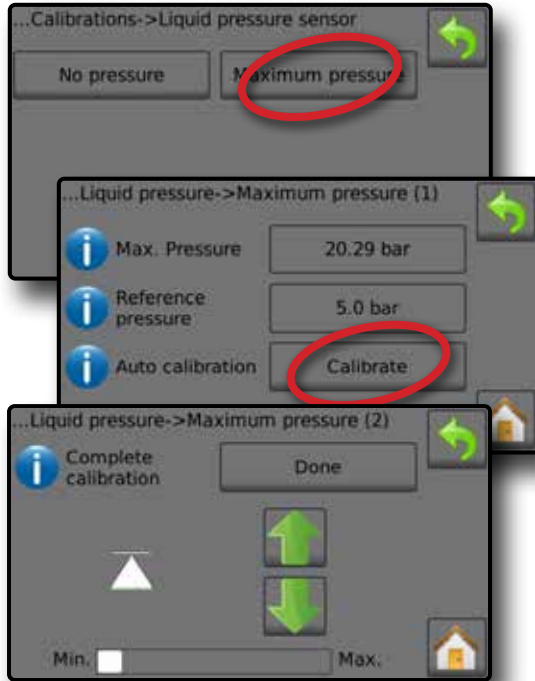 ...Calibrations->Liquid pressure sensor
No pressure
Maximum pressure
...Liquid pressure->Maximum pressure (1)
Max. Pressure
20.29 bar
Reference
pressure
5.0 bar
Auto calibration
Calibrate
...Liquid pressure->Maximum pressure (2)
Complete
calibration
Done
Min.
Max.